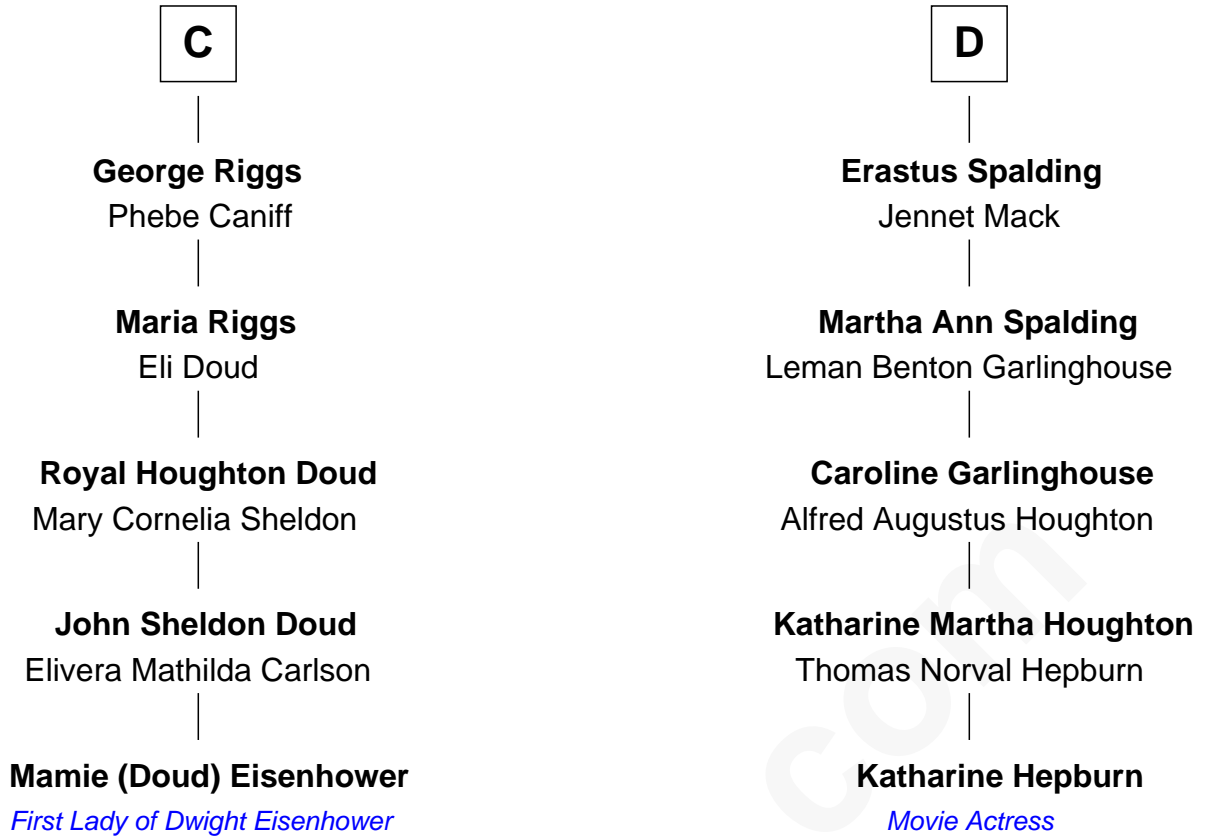 C
George Riggs
Phebe Caniff
Maria Riggs
Eli Doud
Royal Houghton Doud
Mary Cornelia Sheldon
John Sheldon Doud
Elivera Mathilda Carlson
Mamie (Doud) Eisenhower
First Lady of Dwight Eisenhower
D
Erastus Spalding
Jennet Mack
Martha Ann Spalding
Leman Benton Garlinghouse
Caroline Garlinghouse
Alfred Augustus Houghton
Katharine Martha Houghton
Thomas Norval Hepburn
Katharine Hepburn
Movie Actress
com